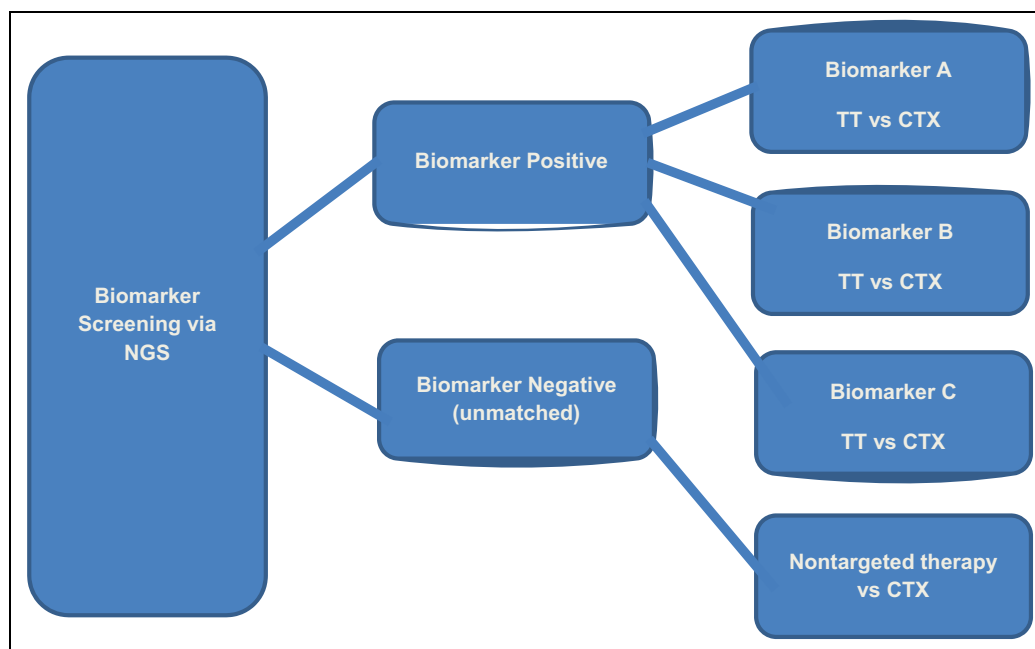 Biomarker
Screening via
NGS
Biomarker Positive
Biomarker Negative
(unmatched)
Biomarker A
TT vs CTX
Biomarker B
TT vs CTX
Biomarker C
TT vs CTX
Nontargeted therapy
vs CTX